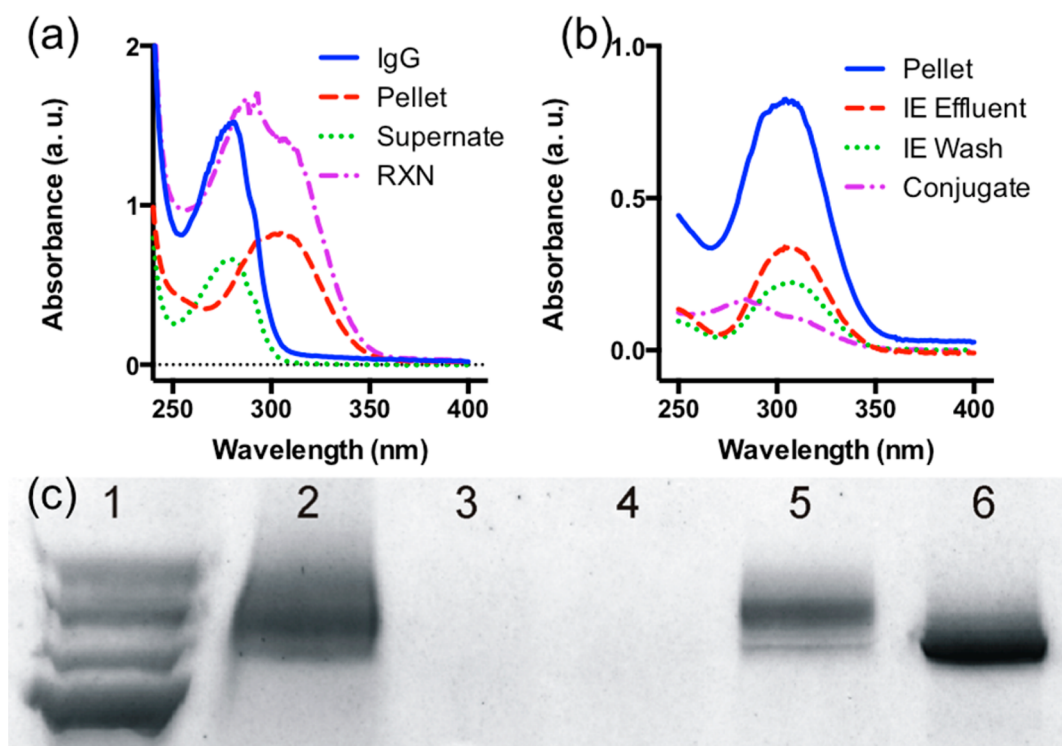 (a)
2
1
0
Absorbance (a. u.)
IgG
Pellet
Supernate
RXN
250 300 350 400
Wavelength (nm)
(b)
1.0
0.5
0.0
Absorbance (a. u.)
Pellet
IE Effluent
IE Wash
Conjugate
250 300 350 400
Wavelength (nm)
(c) 1 2 3 4 5 6